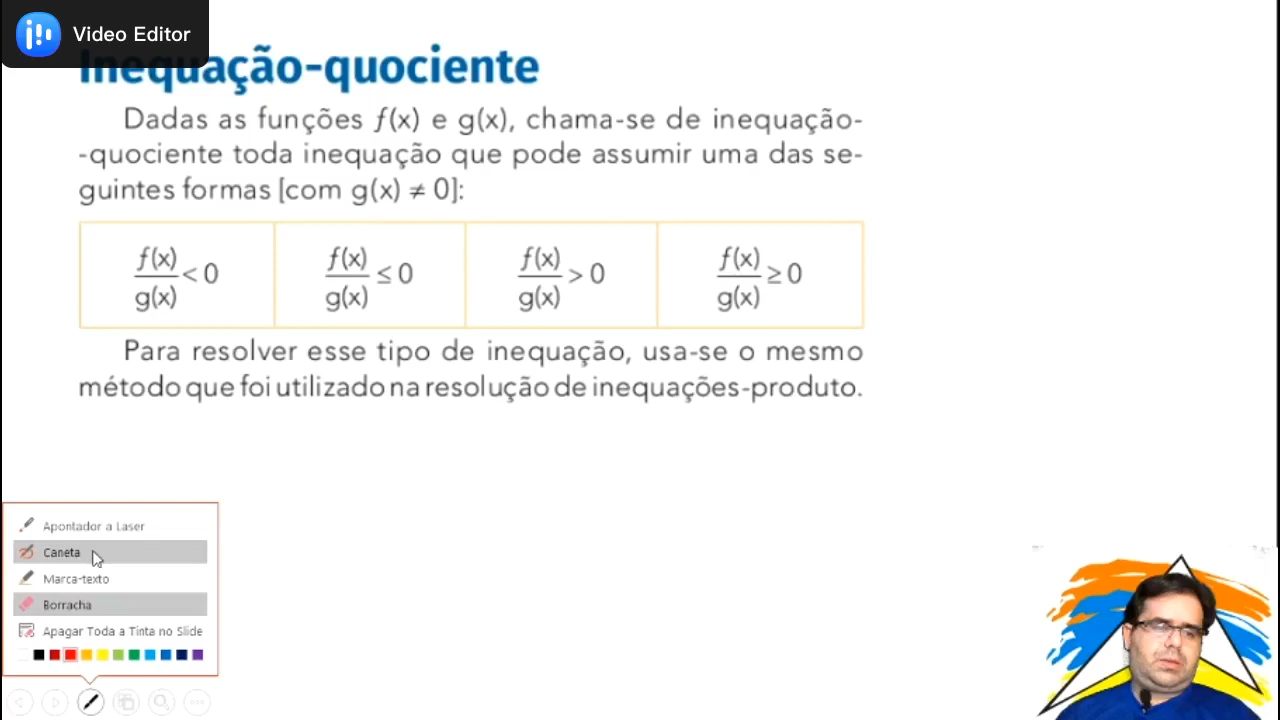 Video Editor
Inequação-quociente
Dadas as funções f(x) e g(x), chama-se de inequação-
-quociente toda inequação que pode assumir uma das se-
guintes formas [com g(x) ≠ 0]:
f(x)/g(x) < 0 f(x)/g(x) ≤ 0 f(x)/g(x) > 0 f(x)/g(x) ≥ 0
Para resolver esse tipo de inequação, usa-se o mesmo
método que foi utilizado na resolução de inequações-produto.
Apontador a Laser
Caneta
Marca-texto
Borracha
Apagar Toda a Tinta no Slide